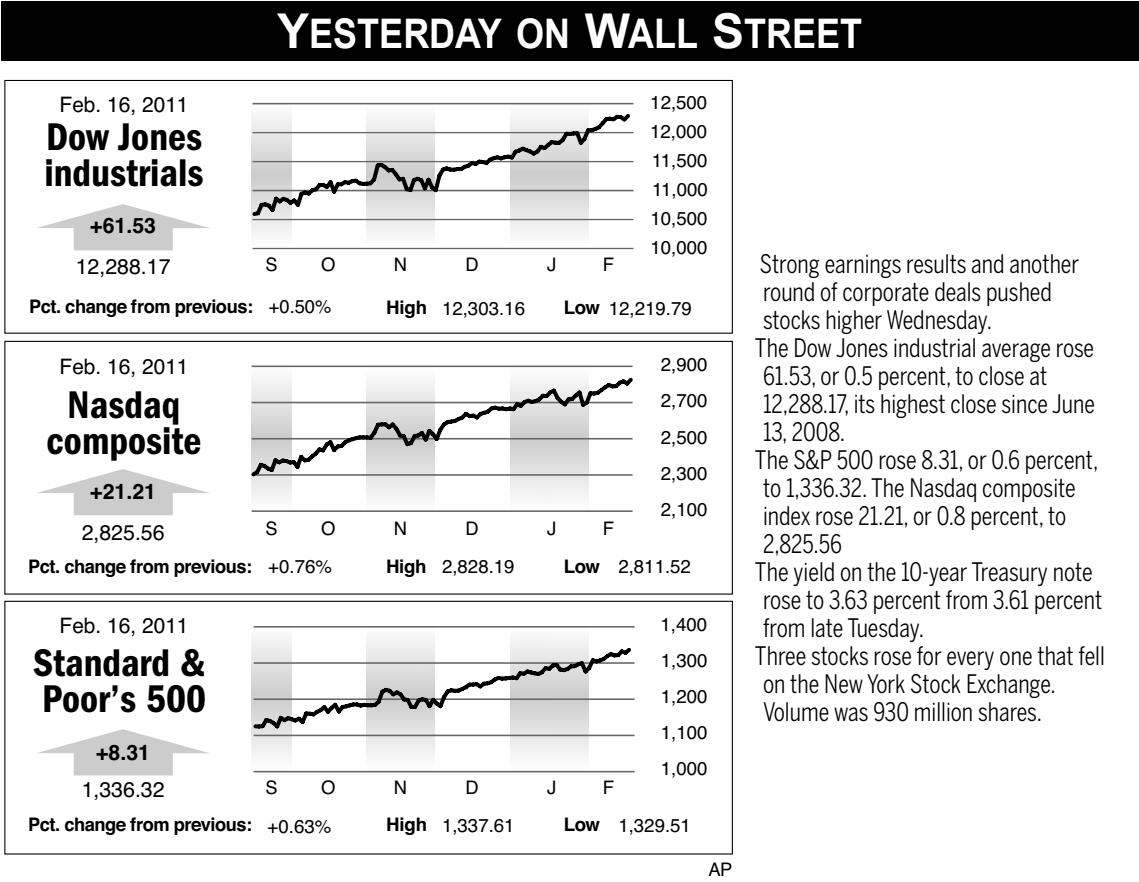 YESTERDAY ON WALL STREET
Feb. 16, 2011
Dow Jones
industrials
+61.53
12,288.17
12,500
12,000
11,500
11,000
10,500
10,000
S O N D J F
Pct. change from previous: +0.50% High 12,303.16 Low 12,219.79
Feb. 16, 2011
Nasdaq
composite
+21.21
2,825.56
2,900
2,700
2,500
2,300
2,100
S O N D J F
Pct. change from previous: +0.76% High 2,828.19 Low 2,811.52
Feb. 16, 2011
Standard &
Poor's 500
+8.31
1,336.32
1,400
1,300
1,200
1,100
1,000
S O N D J F
Pct. change from previous: +0.63% High 1,337.61 Low 1,329.51
AP
Strong earnings results and another
round of corporate deals pushed
stocks higher Wednesday.
The Dow Jones industrial average rose
61.53, or 0.5 percent, to close at
12,288.17, its highest close since June
13, 2008.
The S&P 500 rose 8.31, or 0.6 percent,
to 1,336.32. The Nasdaq composite
index rose 21.21, or 0.8 percent, to
2,825.56
The yield on the 10-year Treasury note
rose to 3.63 percent from 3.61 percent
from late Tuesday.
Three stocks rose for every one that fell
on the New York Stock Exchange.
Volume was 930 million shares.